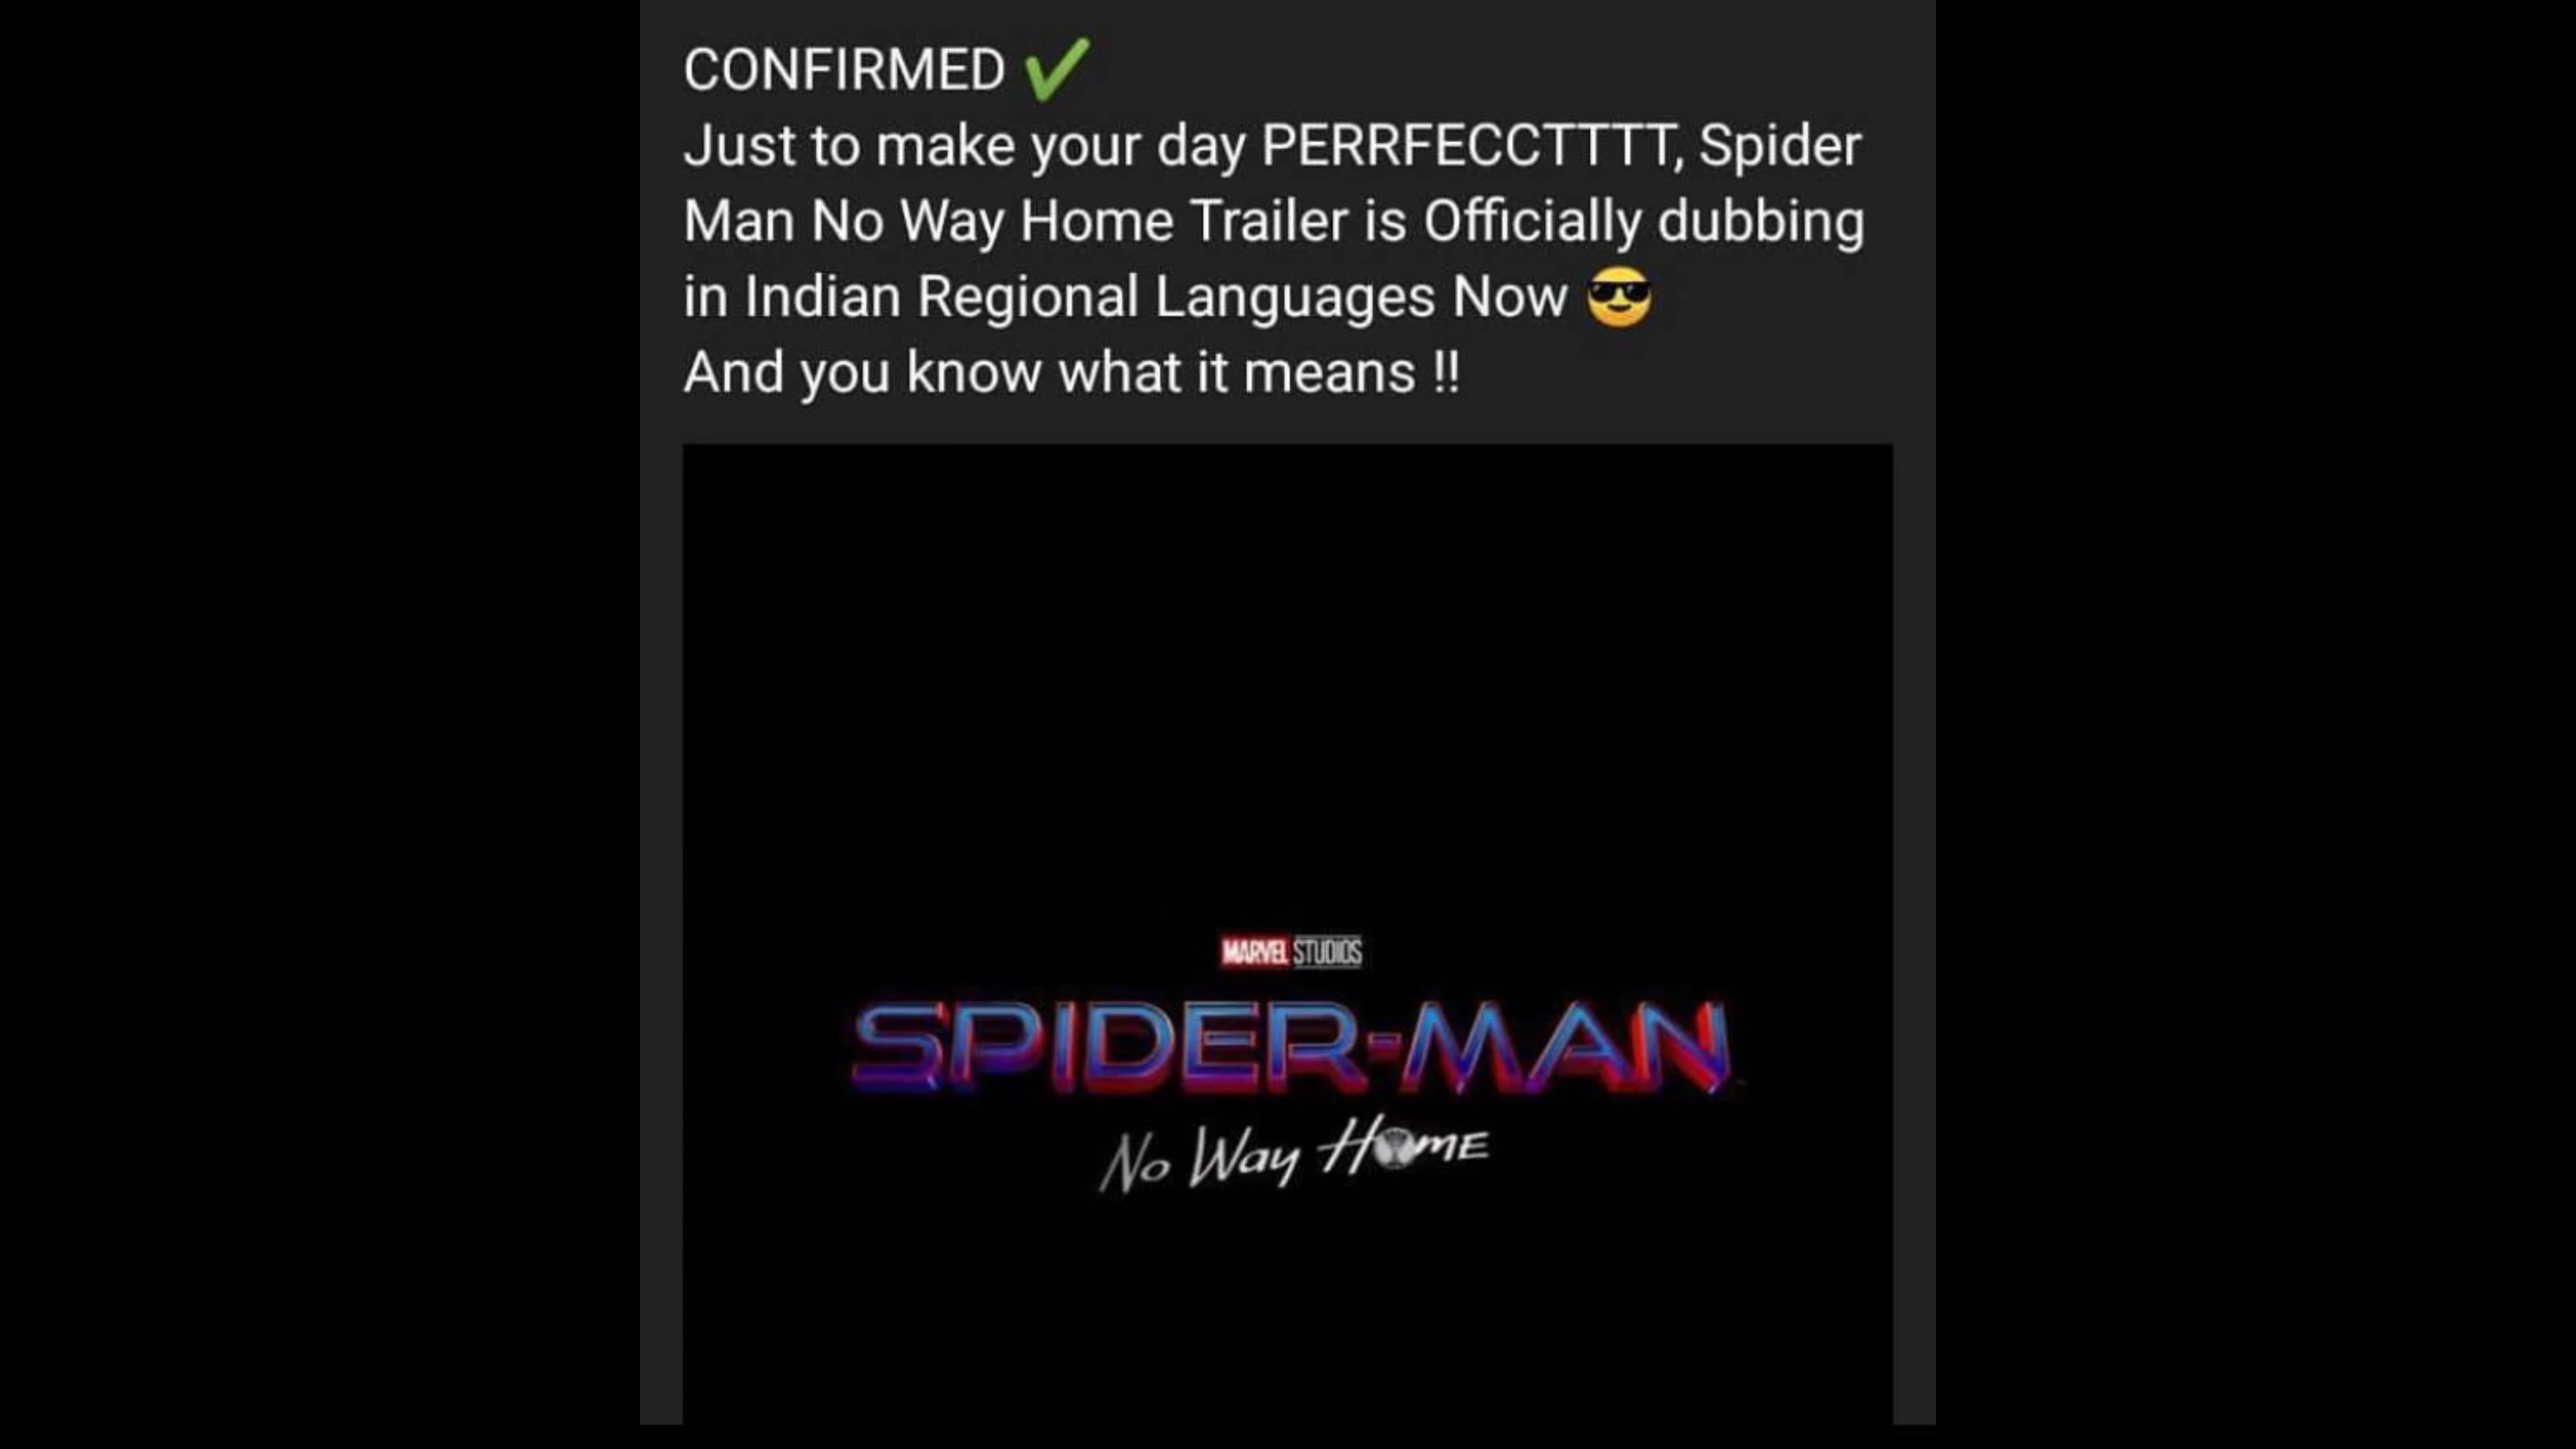 CONFIRMED ✔
Just to make your day PERRFECCTTTT, Spider
Man No Way Home Trailer is Officially dubbing
in Indian Regional Languages Now 😎
And you know what it means !!
MARVEL STUDIOS
SPIDER-MAN
No Way Home